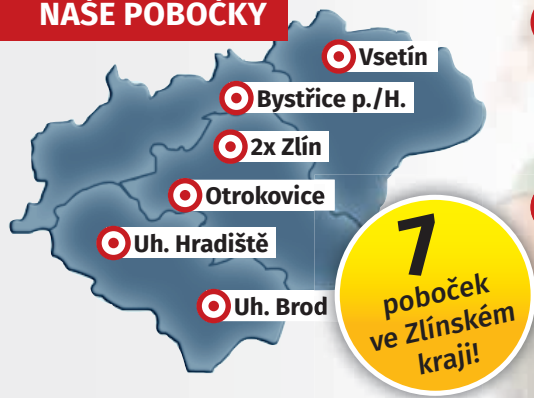 NAŠE POBOČKY
Vsetín
Bystřice p./H.
2x Zlín
Otrokovice
Uh. Hradiště
Uh. Brod
7
poboček
ve Zlínském
kraji!